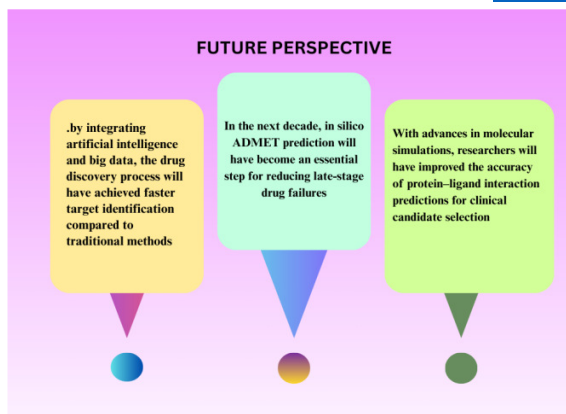 FUTURE PERSPECTIVE
.by integrating
artificial intelligence
and big data, the drug
discovery process will
have achieved faster
target identification
compared to
traditional methods
In the next decade, in silico
ADMET prediction will
have become an essential
step for reducing late-stage
drug failures
With advances in molecular
simulations, researchers will
have improved the accuracy
of protein–ligand interaction
predictions for clinical
candidate selection